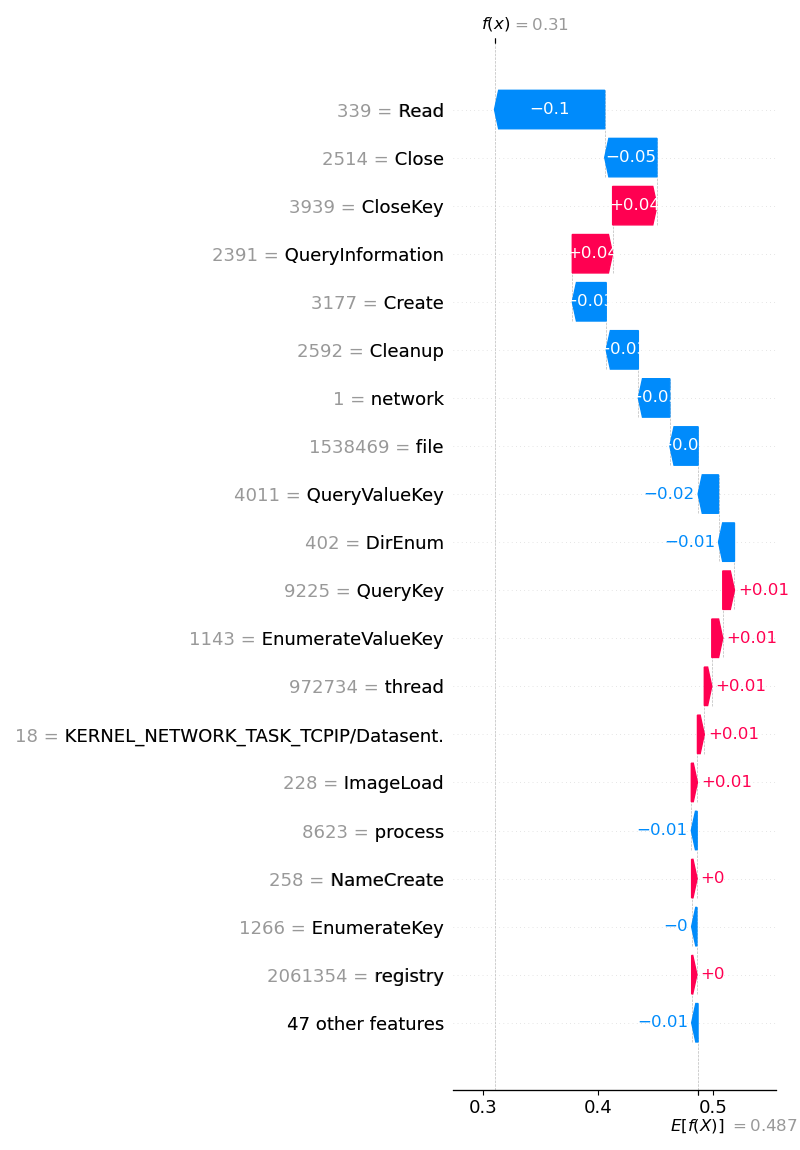 f(x) = 0.31
339 = Read −0.1
2514 = Close −0.05
3939 = CloseKey +0.04
2391 = QueryInformation +0.04
3177 = Create
2592 = Cleanup
1 = network
1538469 = file
4011 = QueryValueKey −0.02
402 = DirEnum −0.01
9225 = QueryKey +0.01
1143 = EnumerateValueKey +0.01
972734 = thread +0.01
18 = KERNEL_NETWORK_TASK_TCPIP/Datasent. +0.01
228 = ImageLoad +0.01
8623 = process −0.01
258 = NameCreate +0
1266 = EnumerateKey −0
2061354 = registry +0
47 other features −0.01
0.3 0.4 0.5
E[f(X)] = 0.487